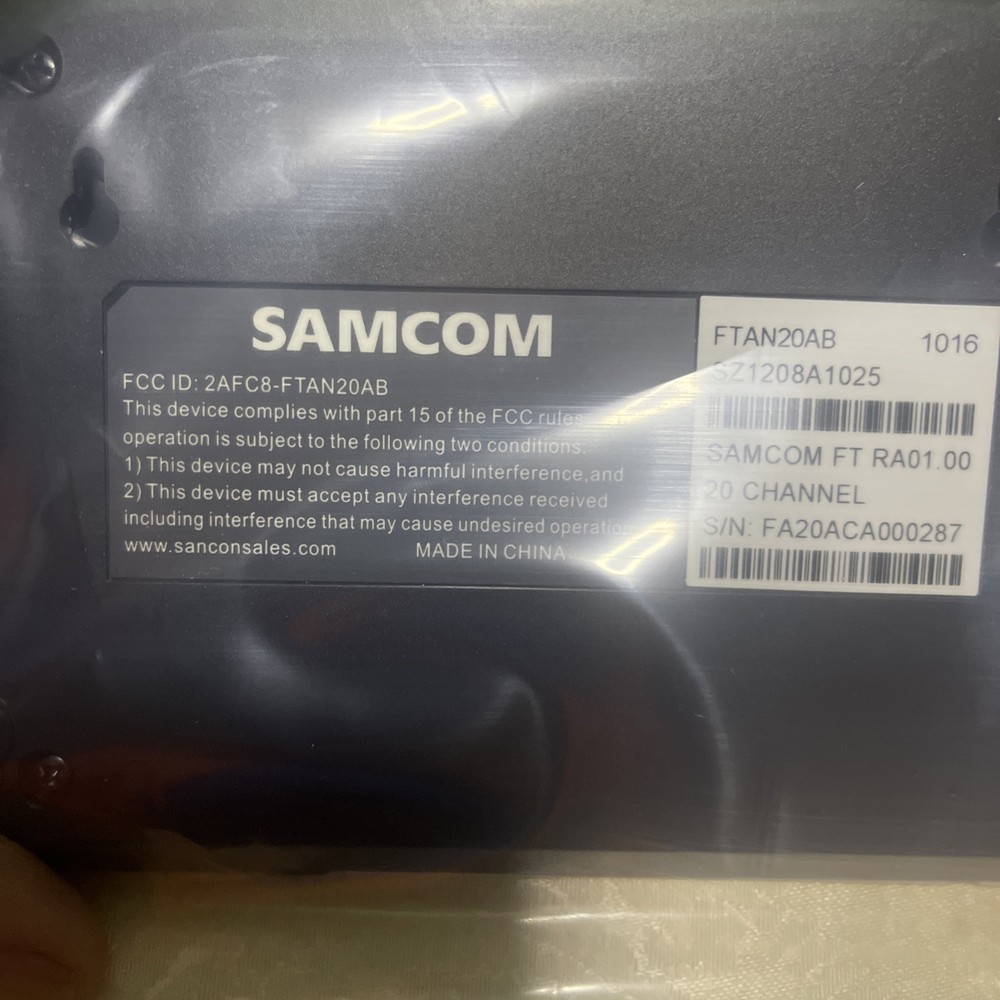 SAMCOM
FCC ID: 2AFC8-FTAN20AB
This device complies with part 15 of the FCC rules
operation is subject to the following two conditions:
1) This device may not cause harmful interference,and
2) This device must accept any interference received
including interference that may cause undesired operation
www.sanconsales.com MADE IN CHINA
FTAN20AB 1016
SZ1208A1025
SAMCOM FT RA01.00
20 CHANNEL
S/N: FA20ACA000287